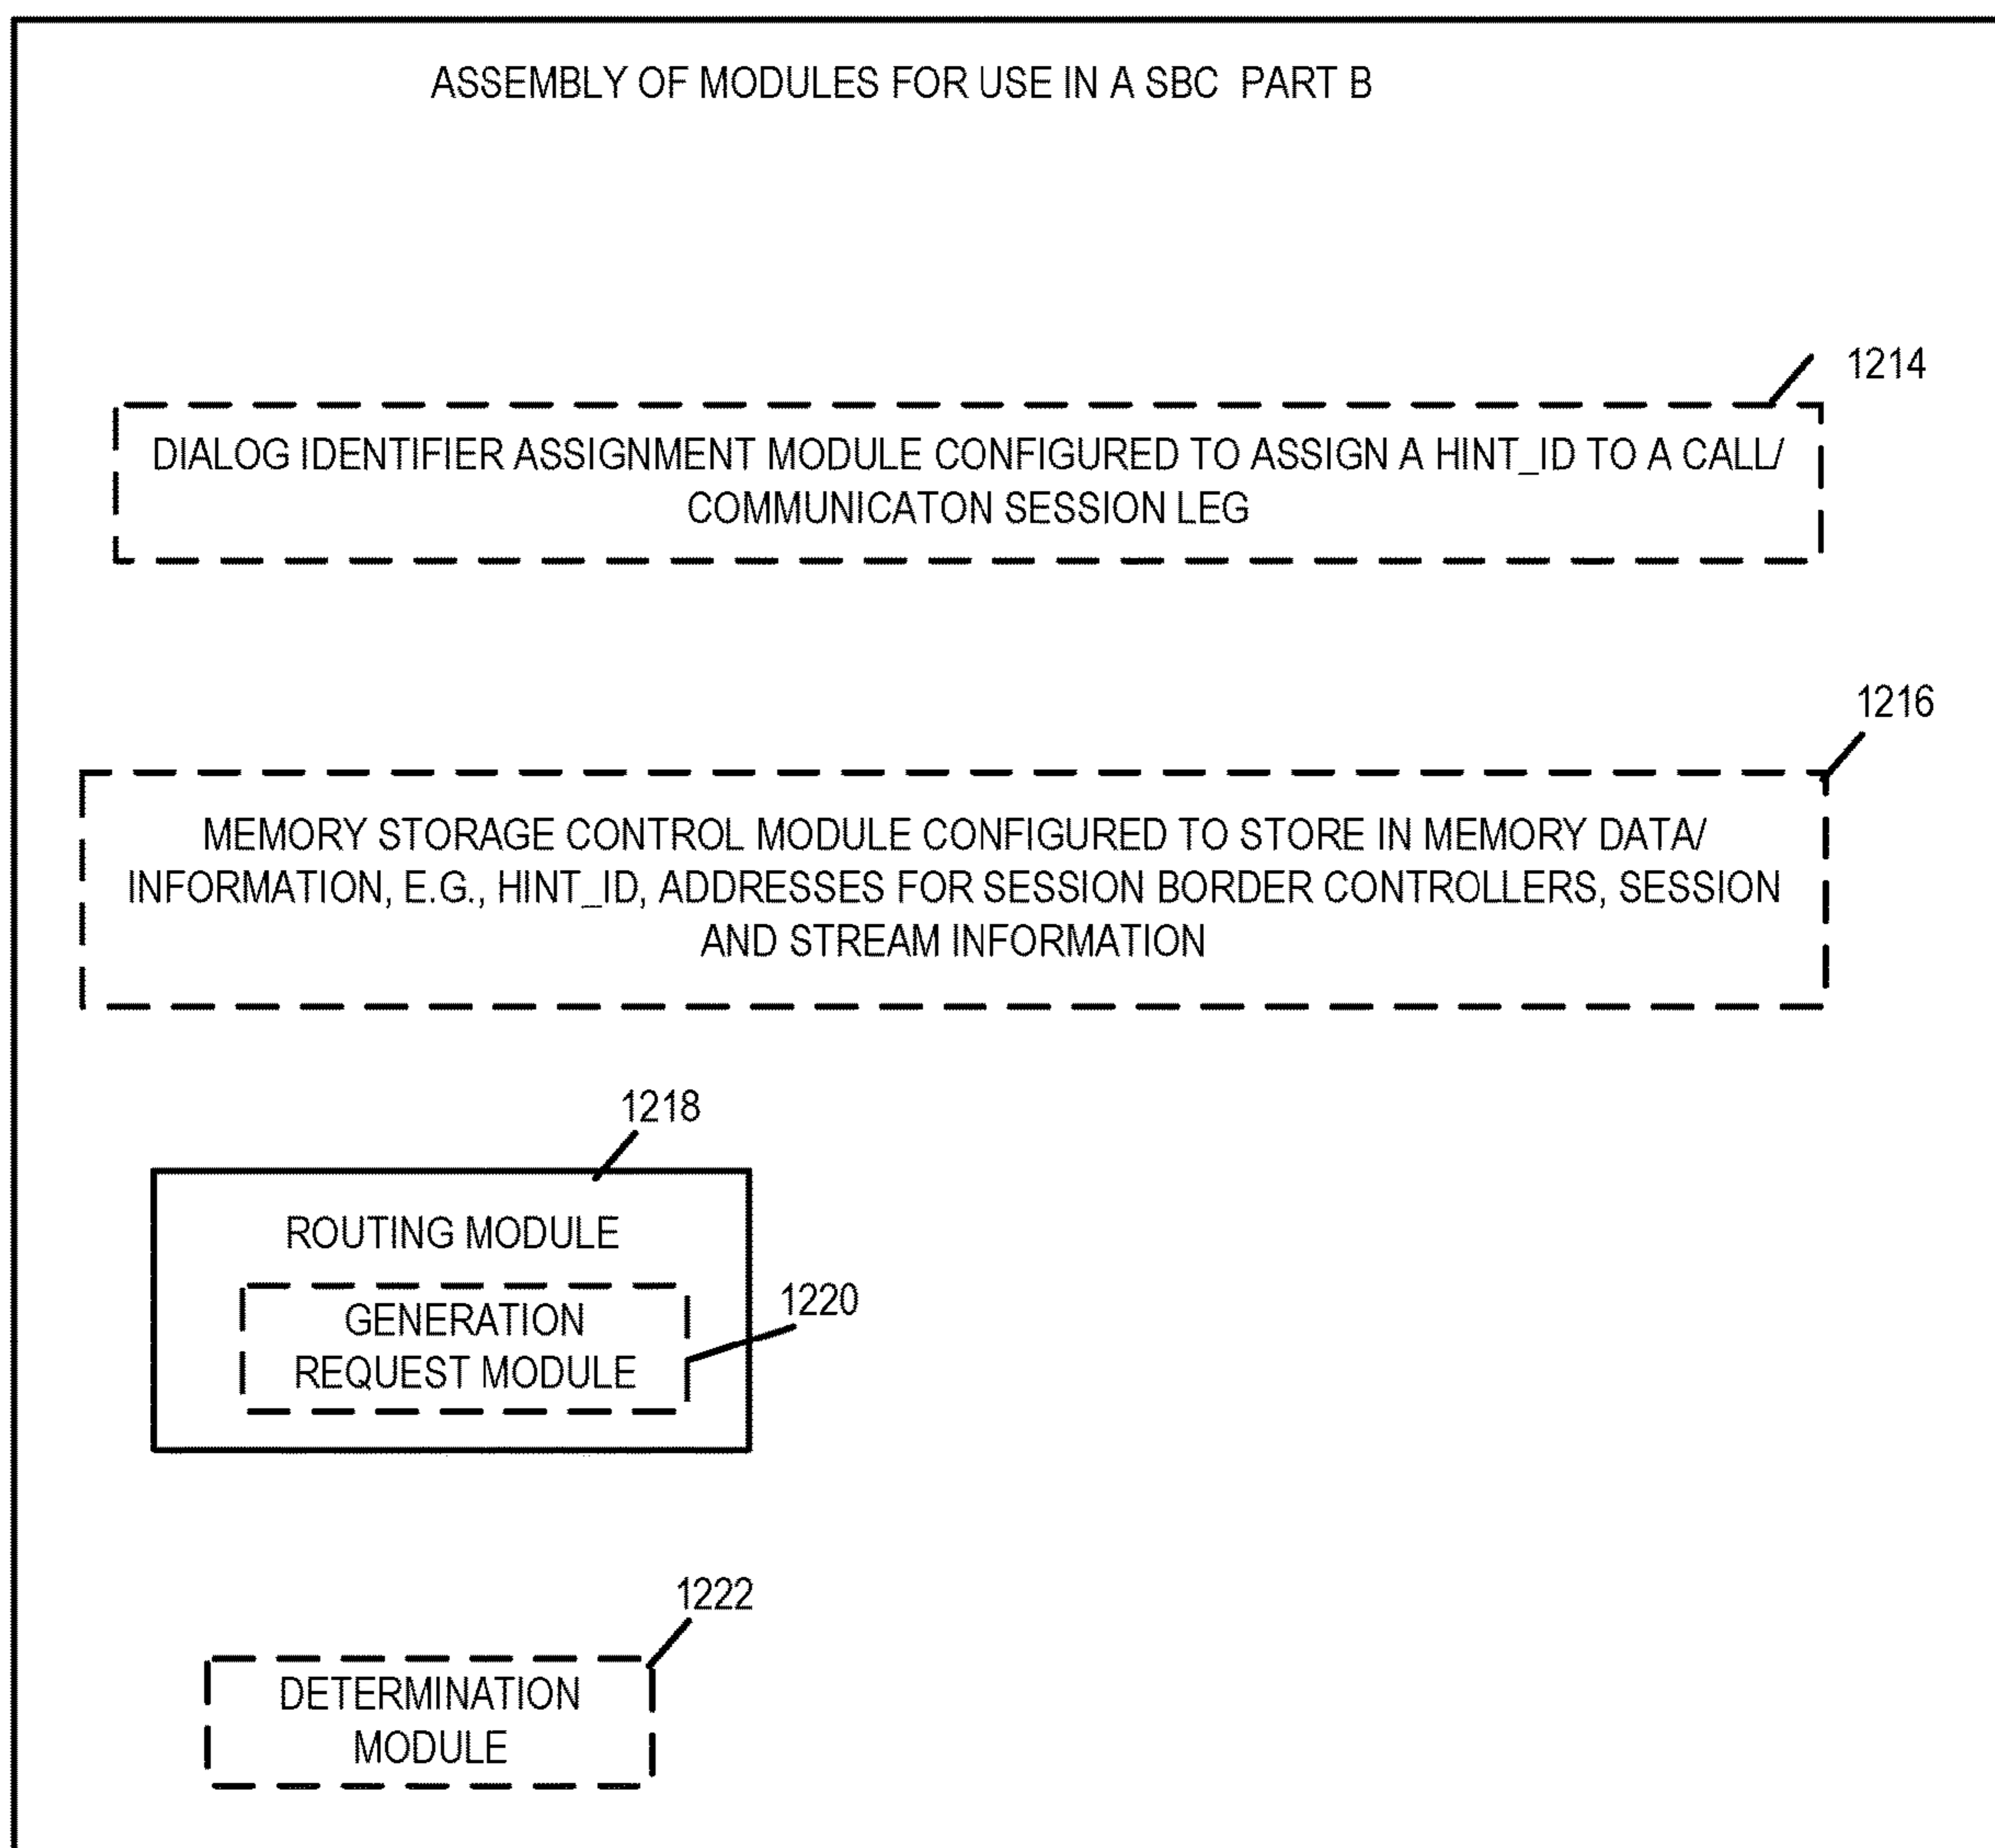 ASSEMBLY OF MODULES FOR USE IN A SBC PART B
1214
DIALOG IDENTIFIER ASSIGNMENT MODULE CONFIGURED TO ASSIGN A HINT_ID TO A CALL/
COMMUNICATON SESSION LEG
1216
MEMORY STORAGE CONTROL MODULE CONFIGURED TO STORE IN MEMORY DATA/
INFORMATION, E.G., HINT_ID, ADDRESSES FOR SESSION BORDER CONTROLLERS, SESSION
AND STREAM INFORMATION
1218
ROUTING MODULE
1220
GENERATION
REQUEST MODULE
1222
DETERMINATION
MODULE